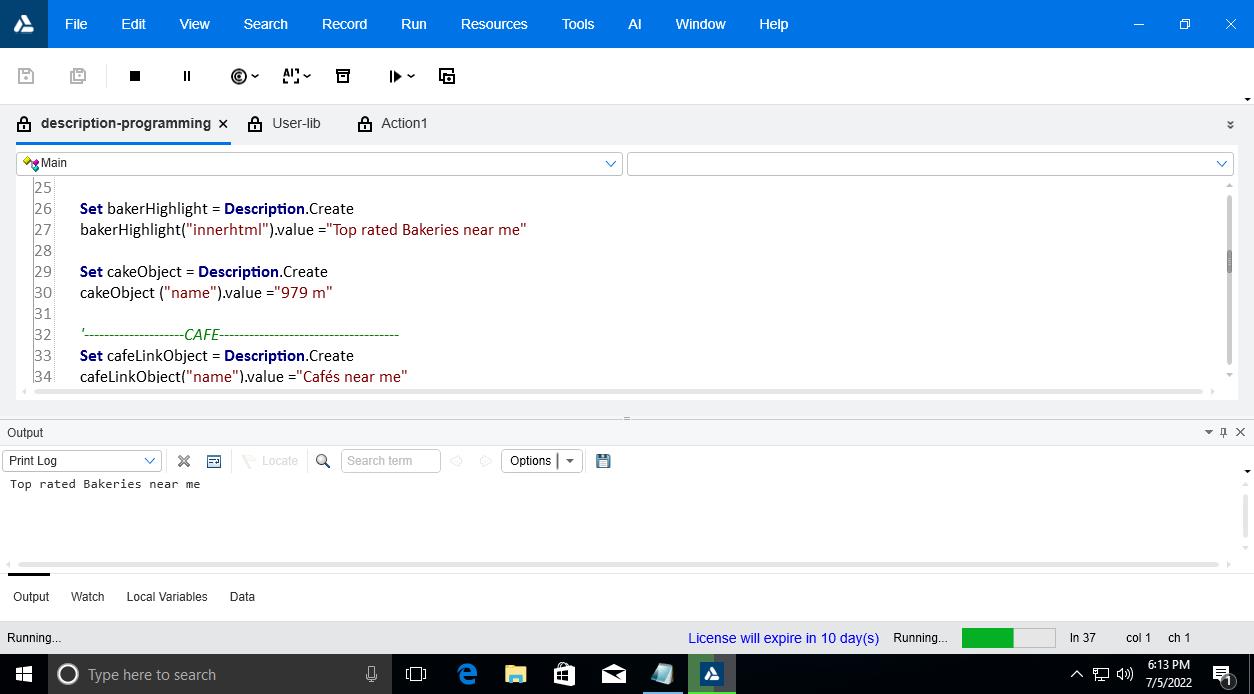 File Edit View Search Record Run Resources Tools AI Window Help
description-programming User-lib Action1
Main
25
26 Set bakerHighlight = Description.Create
27 bakerHighlight("innerhtml").value ="Top rated Bakeries near me"
28
29 Set cakeObject = Description.Create
30 cakeObject ("name").value ="979 m"
31
32 '--------------------CAFE------------------------------------
33 Set cafeLinkObject = Description.Create
34 cafeLinkObject("name").value ="Cafés near me"
Output
Print Log Locate Search term Options
Top rated Bakeries near me
Output Watch Local Variables Data
Running... License will expire in 10 day(s) Running... ln 37 col 1 ch 1
Type here to search
6:13 PM
7/5/2022
1